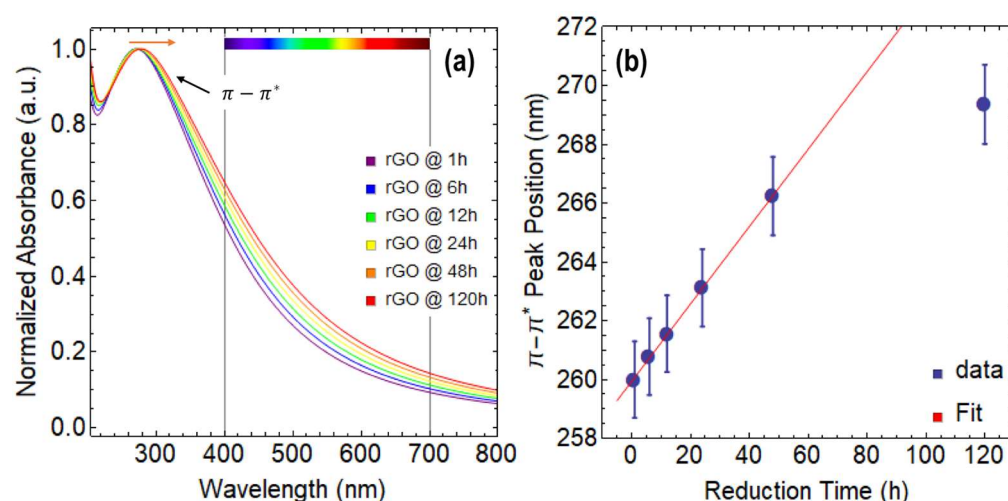 (a)
π − π*
rGO @ 1h
rGO @ 6h
rGO @ 12h
rGO @ 24h
rGO @ 48h
rGO @ 120h
Normalized Absorbance (a.u.)
1.0
0.8
0.6
0.4
0.2
0.0
300 400 500 600 700 800
Wavelength (nm)
(b)
π−π* Peak Position (nm)
272
270
268
266
264
262
260
258
data
Fit
0 20 40 60 80 100 120
Reduction Time (h)